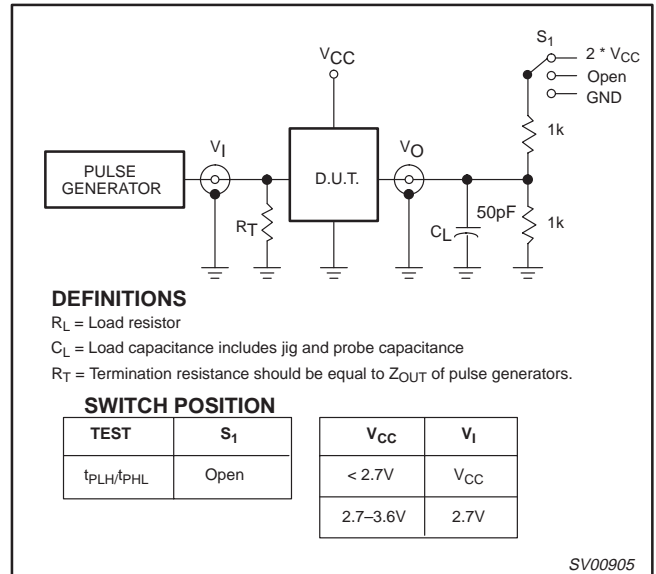 S1
2 * VCC
Open
GND
VCC
1k
VI
VO
PULSE
GENERATOR
D.U.T.
50pF
RT
CL
1k
DEFINITIONS
RL = Load resistor
CL = Load capacitance includes jig and probe capacitance
RT = Termination resistance should be equal to ZOUT of pulse generators.
SWITCH POSITION
TEST S1
tPLH/tPHL Open
VCC VI
< 2.7V VCC
2.7–3.6V 2.7V
SV00905